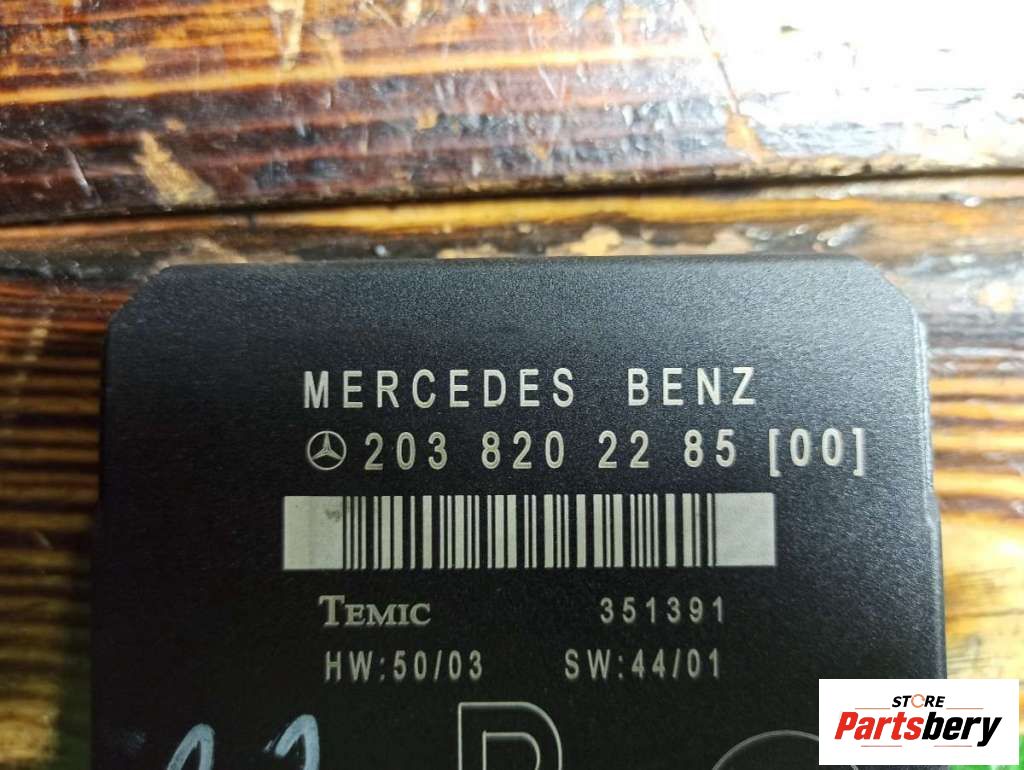 MERCEDES BENZ
203 820 22 85 [00]
TEMIC 351391
HW:50/03 SW:44/01
STORE
Partsbery